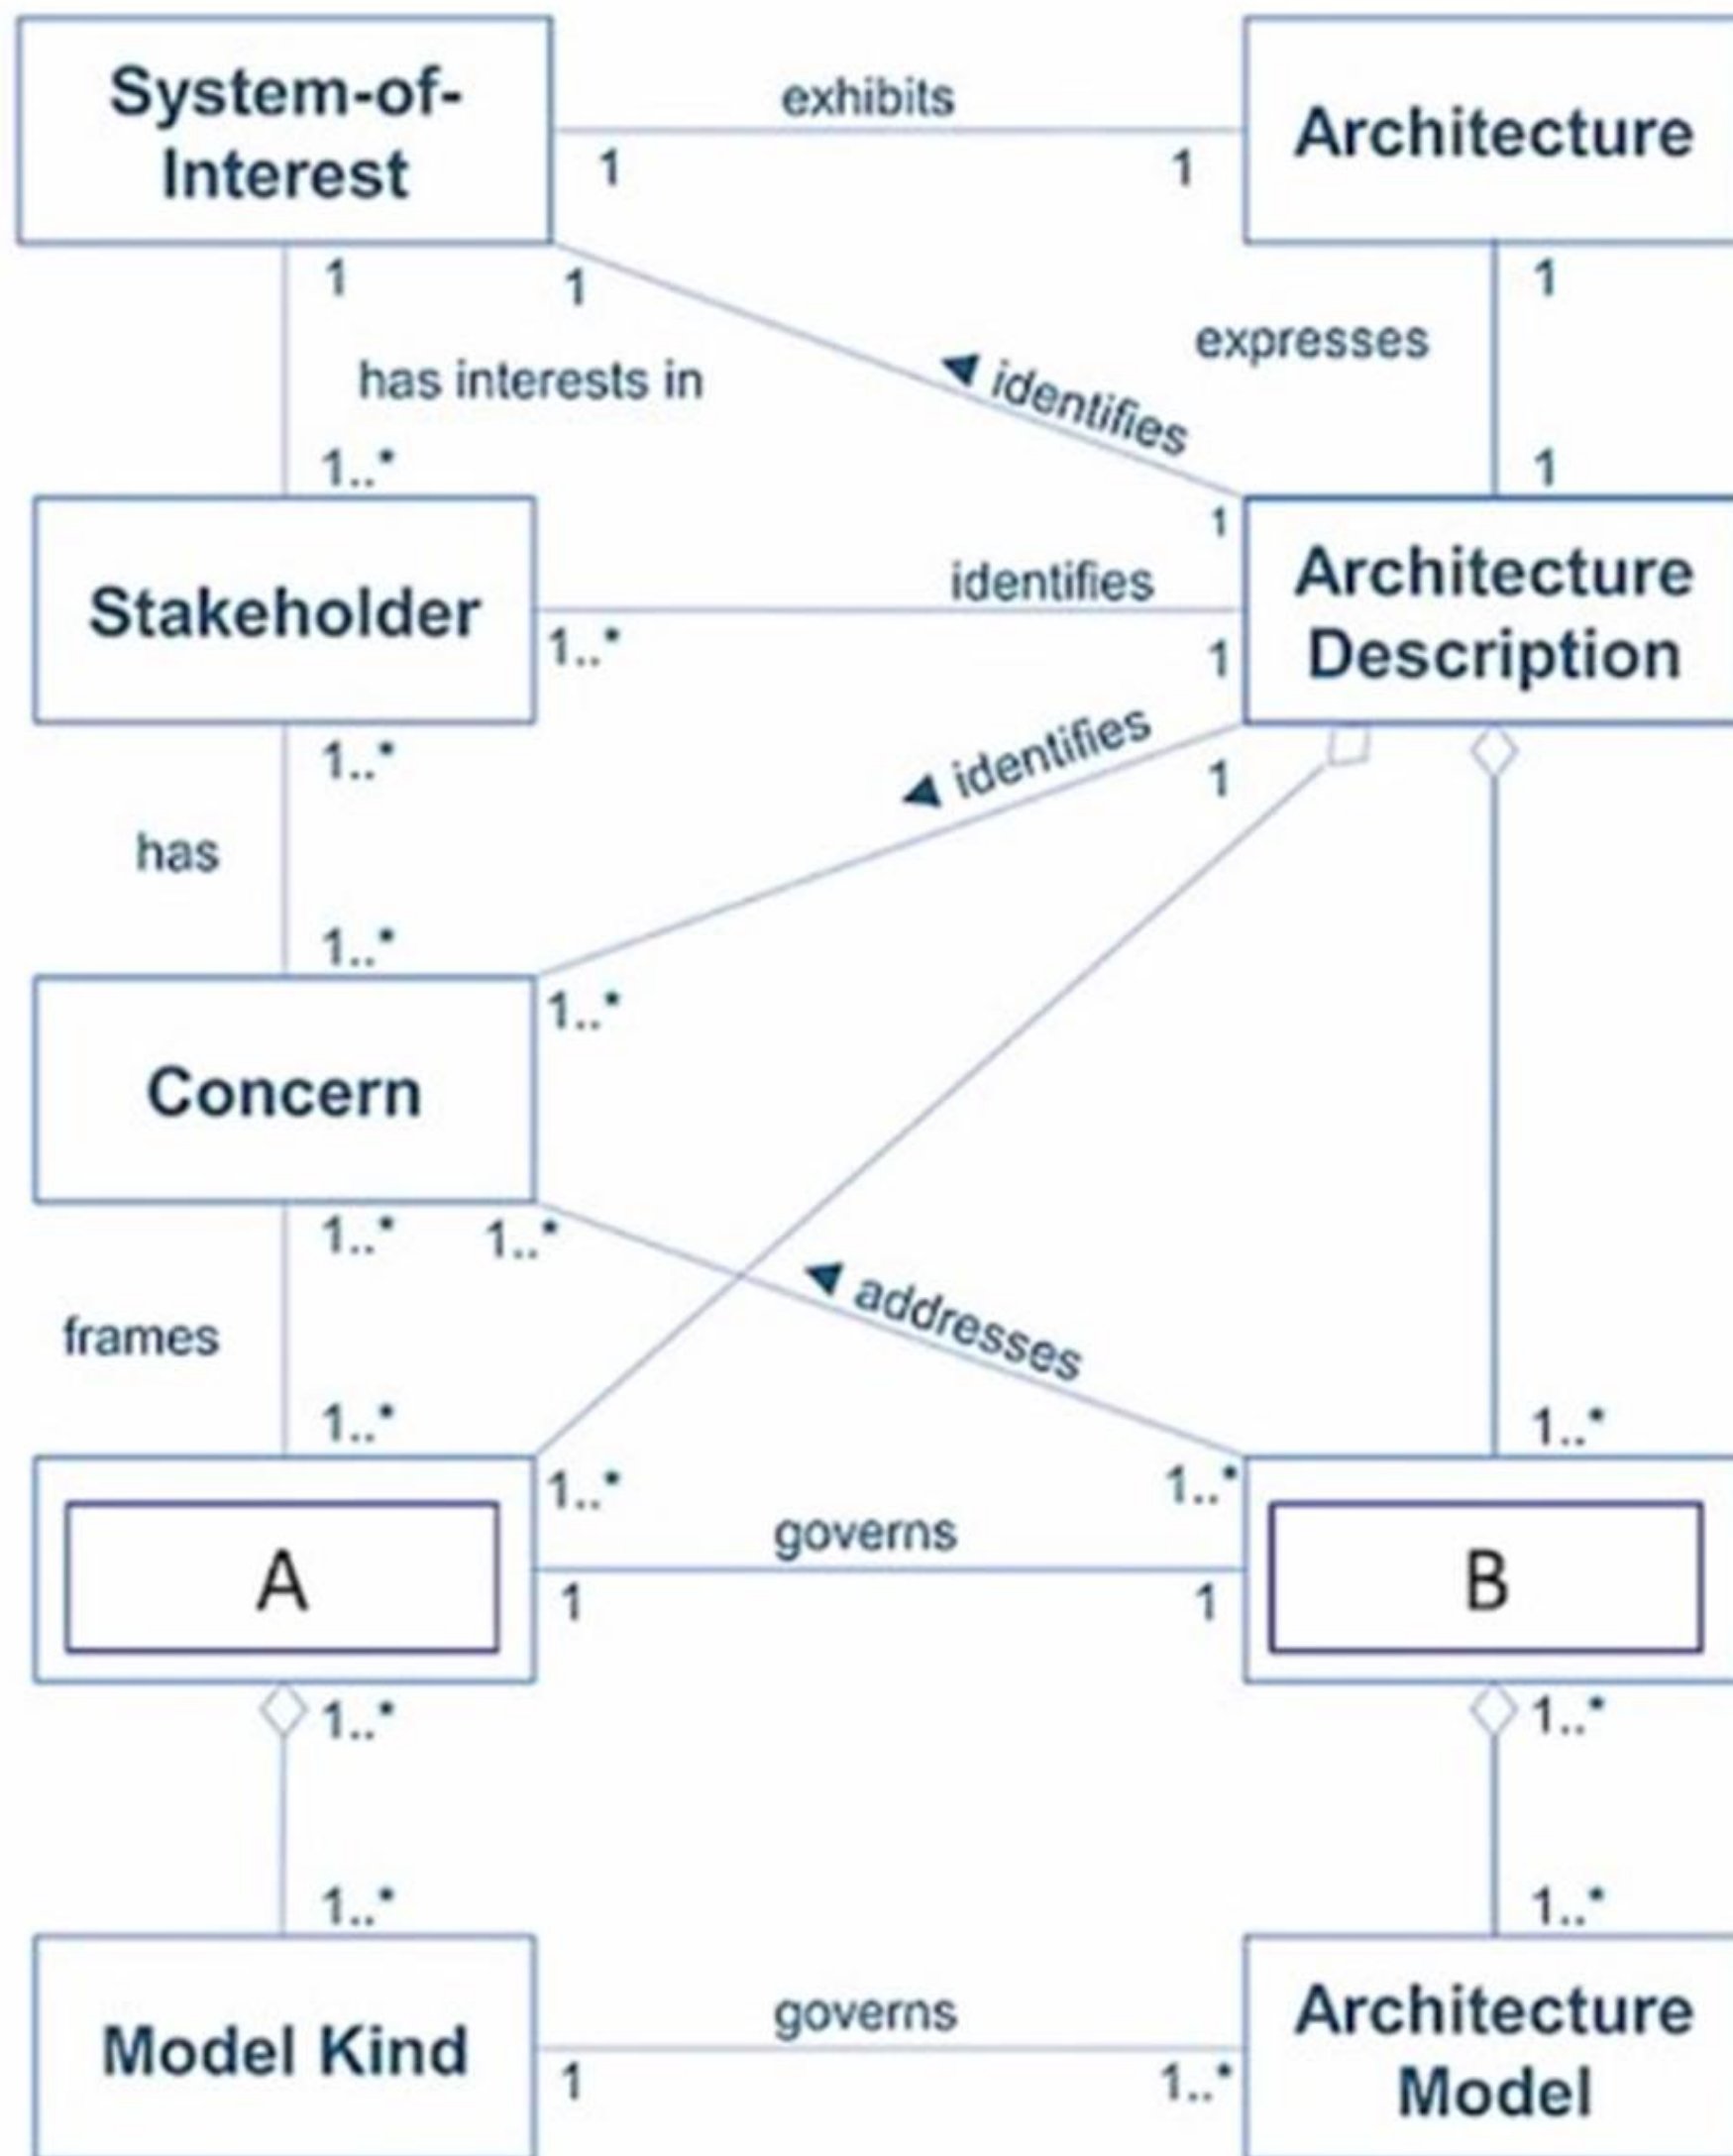 System-of-
Interest
exhibits
1
1
Architecture
1
1
has interests in
1..*
identifies
expresses
1
1
1
Stakeholder
1..*
identifies
1
Architecture
Description
1..*
has
1..*
identifies
1
1..*
Concern
1..*
1..*
frames
1..*
addresses
1..*
1..*
1..*
A
governs
1
1
B
1..*
1..*
1..*
1..*
Model Kind
governs
1
1..*
Architecture
Model